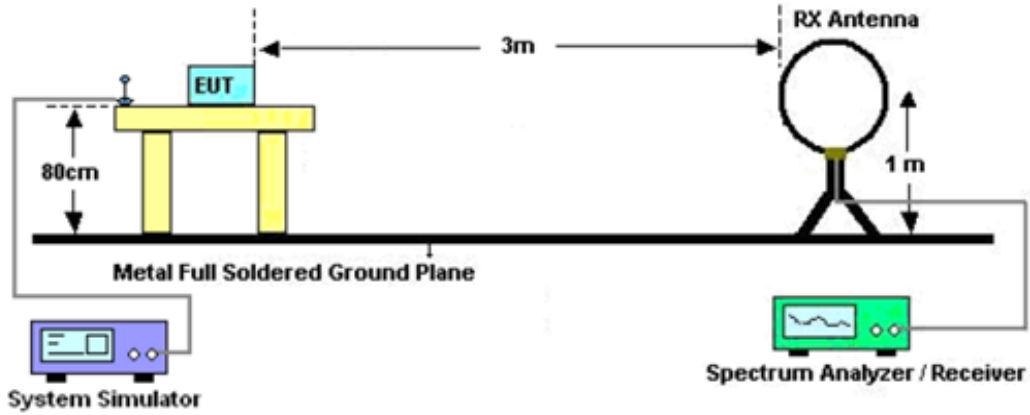 RX Antenna
3m
EUT
80cm
1 m
Metal Full Soldered Ground Plane
Spectrum Analyzer / Receiver
System Simulator